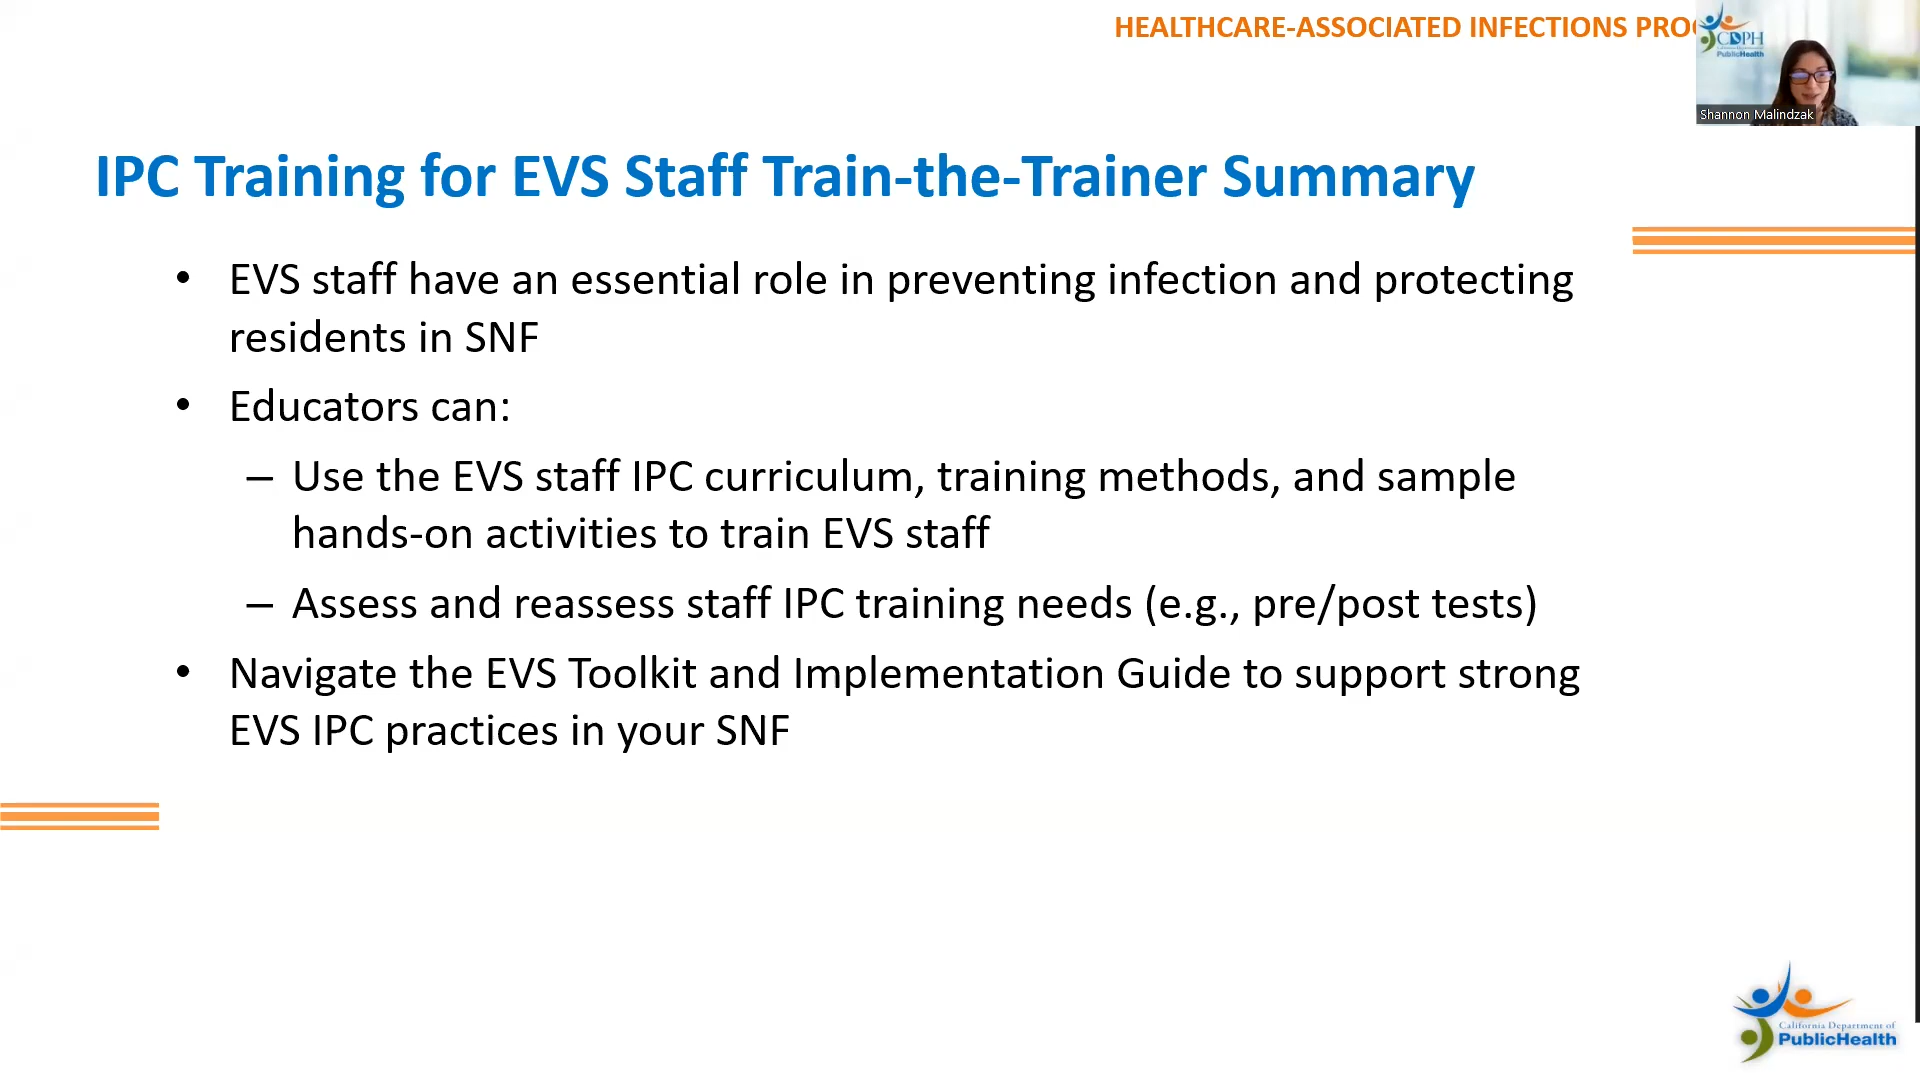 HEALTHCARE-ASSOCIATED INFECTIONS PRO
CDPH
PublicHealth
Shannon Malindzak
IPC Training for EVS Staff Train-the-Trainer Summary
• EVS staff have an essential role in preventing infection and protecting
residents in SNF
• Educators can:
– Use the EVS staff IPC curriculum, training methods, and sample
hands-on activities to train EVS staff
– Assess and reassess staff IPC training needs (e.g., pre/post tests)
• Navigate the EVS Toolkit and Implementation Guide to support strong
EVS IPC practices in your SNF
California Department of
PublicHealth